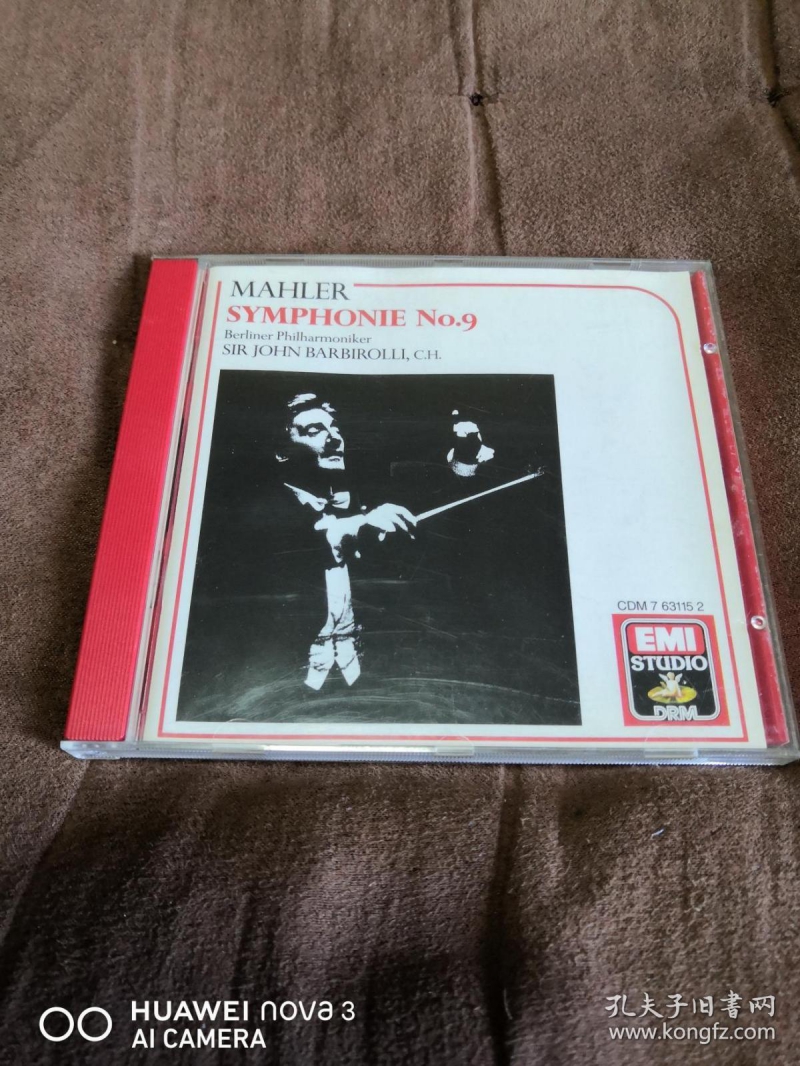 MAHLER
SYMPHONIE No.9
Berliner Philharmoniker
SIR JOHN BARBIROLLI, C.H.
CDM 7 63115 2
EMI
STUDIO
DRM
HUAWEI nova 3
AI CAMERA
孔夫子旧书网
www.kongfz.com